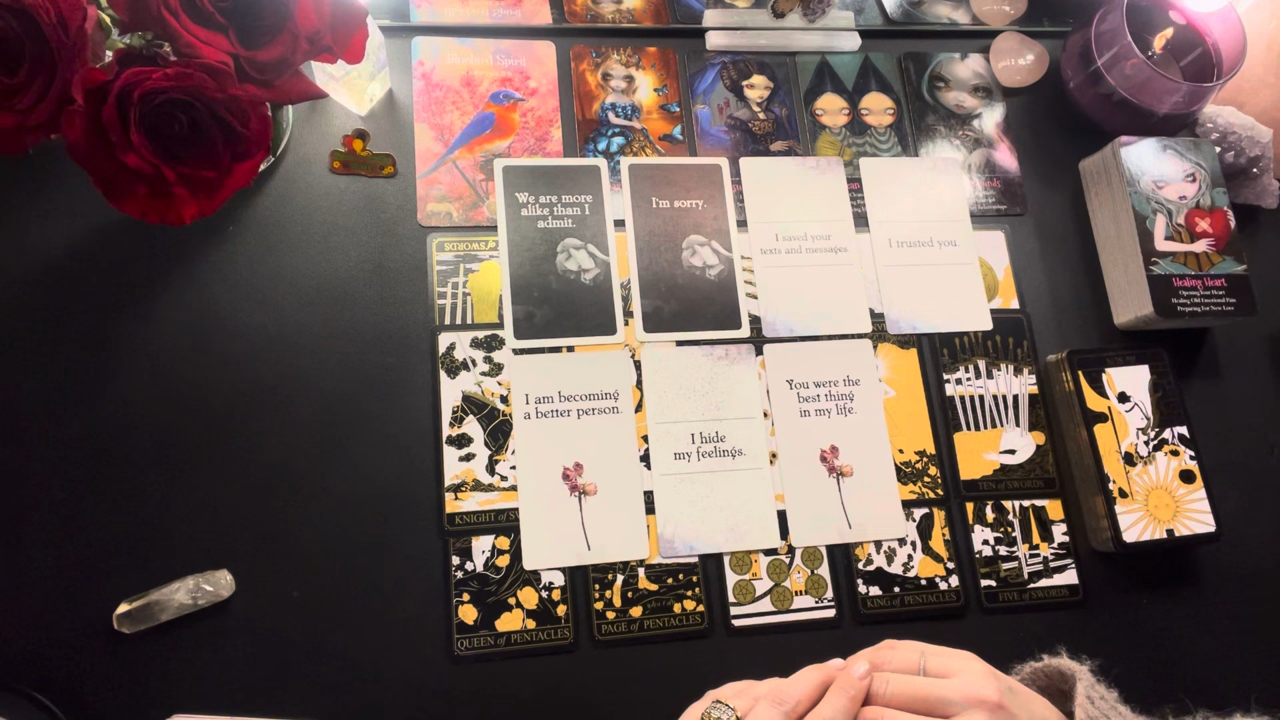 Spirit
We are more
alike than I
admit.
I'm sorry.
I saved your
texts and messages
I trusted you.
of SWORDS
Healing Heart
Opening Your Heart
Healing Old Emotional Pain
Preparing For New Love
I am becoming
a better person.
I hide
my feelings.
You were the
best thing
in my life.
KNIGHT of
TEN of SWORDS
QUEEN of PENTACLES
PAGE of PENTACLES
KING of PENTACLES
FIVE of SWORDS